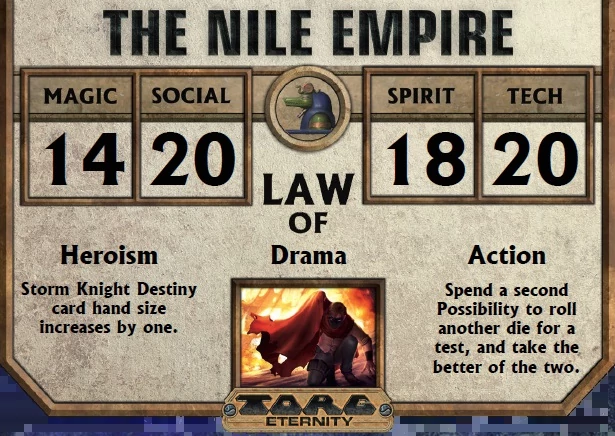 THE NILE EMPIRE
MAGIC SOCIAL SPIRIT TECH
14 20 18 20
LAW
OF
Heroism Drama Action
Storm Knight Destiny
card hand size
increases by one.
Spend a second
Possibility to roll
another die for a
test, and take the
better of the two.
TORG
ETERNITY